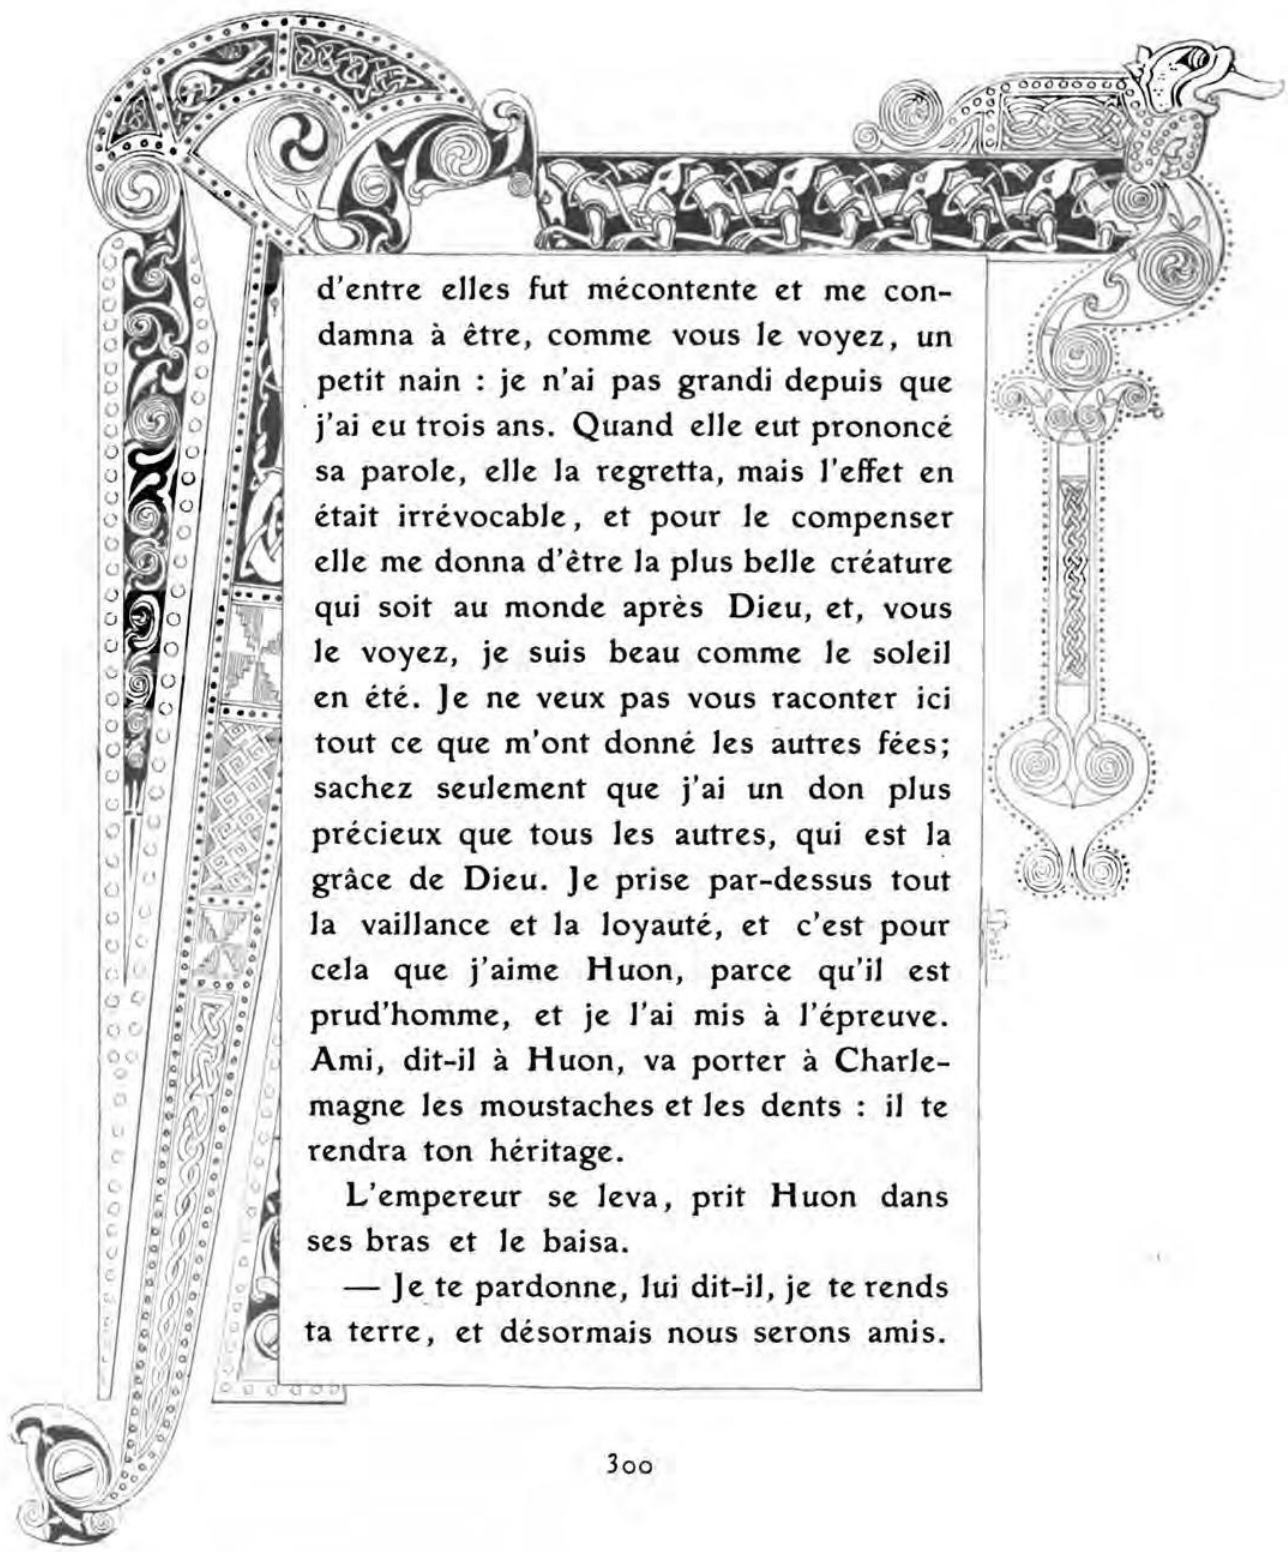 d'entre elles fut mécontente et me con-
damna à être, comme vous le voyez, un
petit nain : je n'ai pas grandi depuis que
j'ai eu trois ans. Quand elle eut prononcé
sa parole, elle la regretta, mais l'effet en
était irrévocable, et pour le compenser
elle me donna d'être la plus belle créature
qui soit au monde après Dieu, et, vous
le voyez, je suis beau comme le soleil
en été. Je ne veux pas vous raconter ici
tout ce que m'ont donné les autres fées;
sachez seulement que j'ai un don plus
précieux que tous les autres, qui est la
grâce de Dieu. Je prise par-dessus tout
la vaillance et la loyauté, et c'est pour
cela que j'aime Huon, parce qu'il est
prud'homme, et je l'ai mis à l'épreuve.
Ami, dit-il à Huon, va porter à Charle-
magne les moustaches et les dents : il te
rendra ton héritage.
L'empereur se leva, prit Huon dans
ses bras et le baisa.
— Je te pardonne, lui dit-il, je te rends
ta terre, et désormais nous serons amis.
300